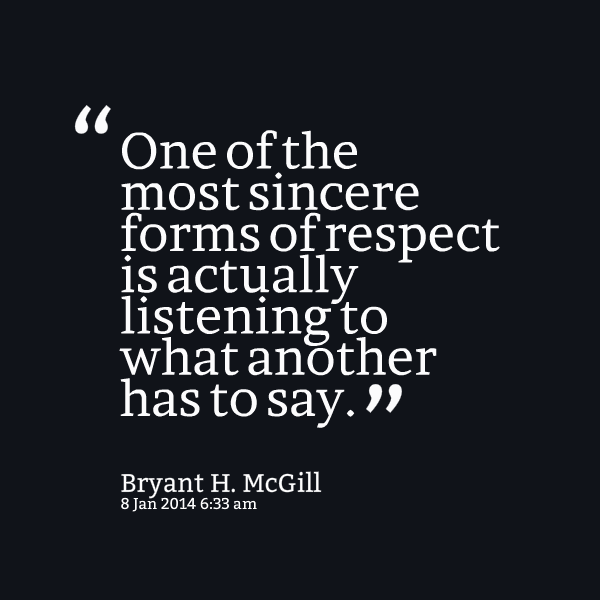 “One of the
most sincere
forms of respect
is actually
listening to
what another
has to say.”
Bryant H. McGill
8 Jan 2014 6:33 am